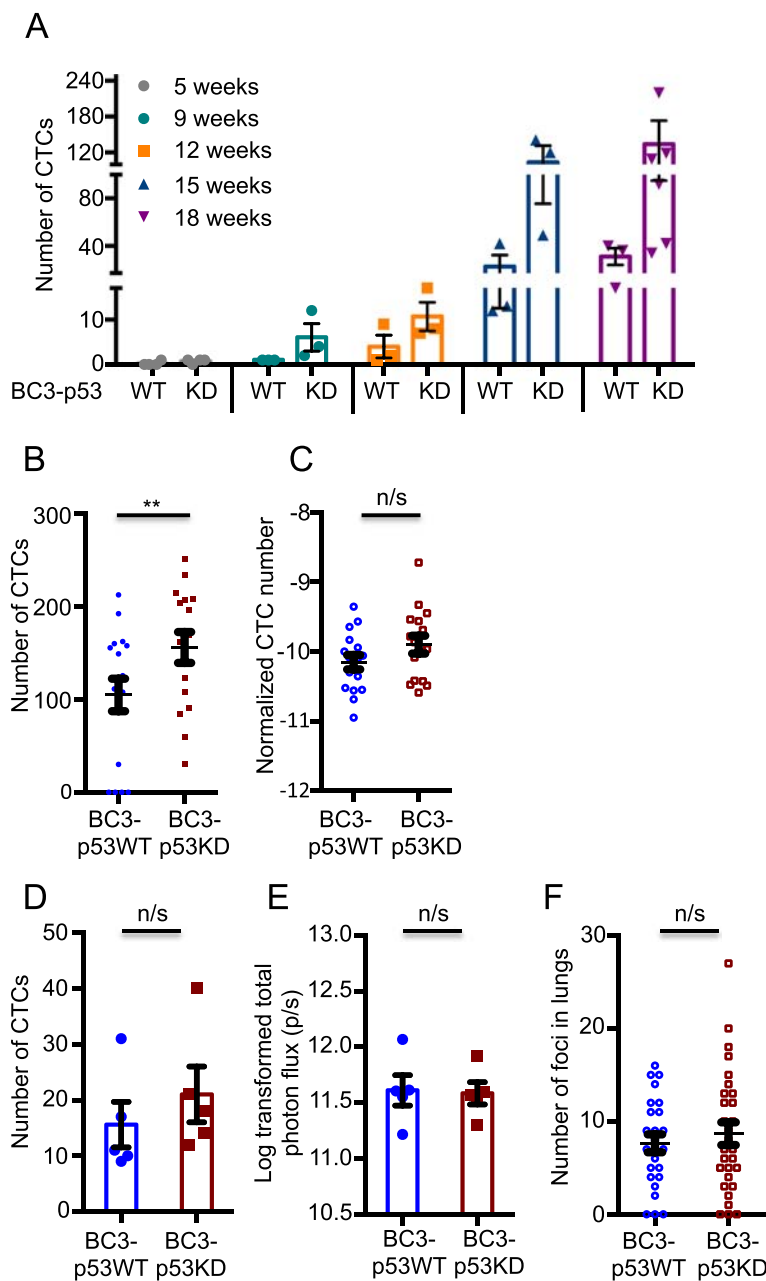 A
Number of CTCs
240
180
120
80
40
10
0
5 weeks
9 weeks
12 weeks
15 weeks
18 weeks
BC3-p53 WT KD WT KD WT KD WT KD WT KD
B
Number of CTCs
300
200
100
0
**
BC3- BC3-
p53WT p53KD
C
Normalized CTC number
-8
-9
-10
-11
-12
n/s
BC3- BC3-
p53WT p53KD
D
Number of CTCs
50
40
30
20
10
0
n/s
BC3- BC3-
p53WT p53KD
E
Log transformed total
photon flux (p/s)
13.0
12.5
12.0
11.5
11.0
10.5
n/s
BC3- BC3-
p53WT p53KD
F
Number of foci in lungs
30
20
10
0
n/s
BC3- BC3-
p53WT p53KD